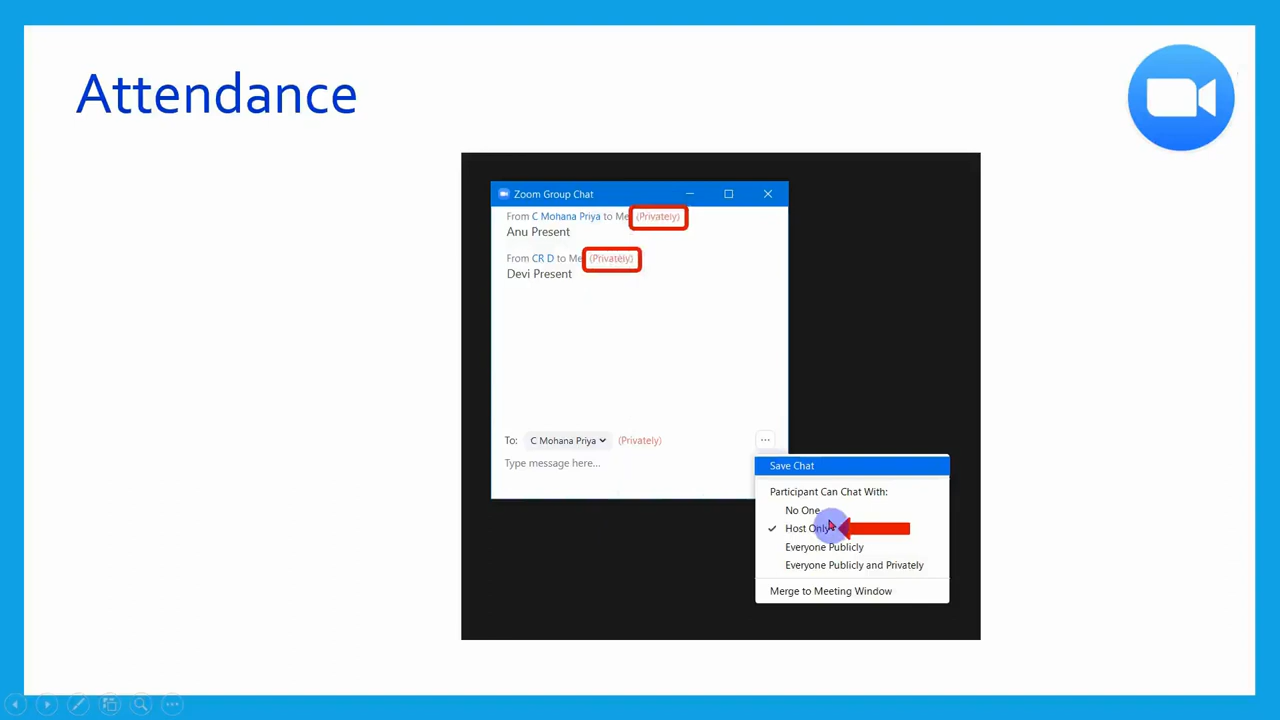 Attendance
Zoom Group Chat
From C Mohana Priya to Me (Privately)
Anu Present
From CR D to Me (Privately)
Devi Present
To: C Mohana Priya (Privately)
Type message here...
Save Chat
Participant Can Chat With:
No One
Host Only
Everyone Publicly
Everyone Publicly and Privately
Merge to Meeting Window